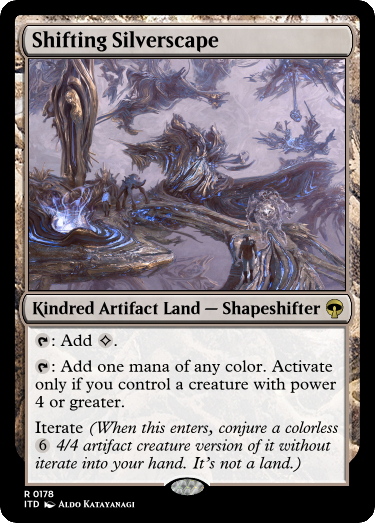 Shifting Silverscape
Kindred Artifact Land — Shapeshifter
: Add .
: Add one mana of any color. Activate
only if you control a creature with power
4 or greater.
Iterate (When this enters, conjure a colorless
6 4/4 artifact creature version of it without
iterate into your hand. It's not a land.)
R 0178
ITD Aldo Katayanagi